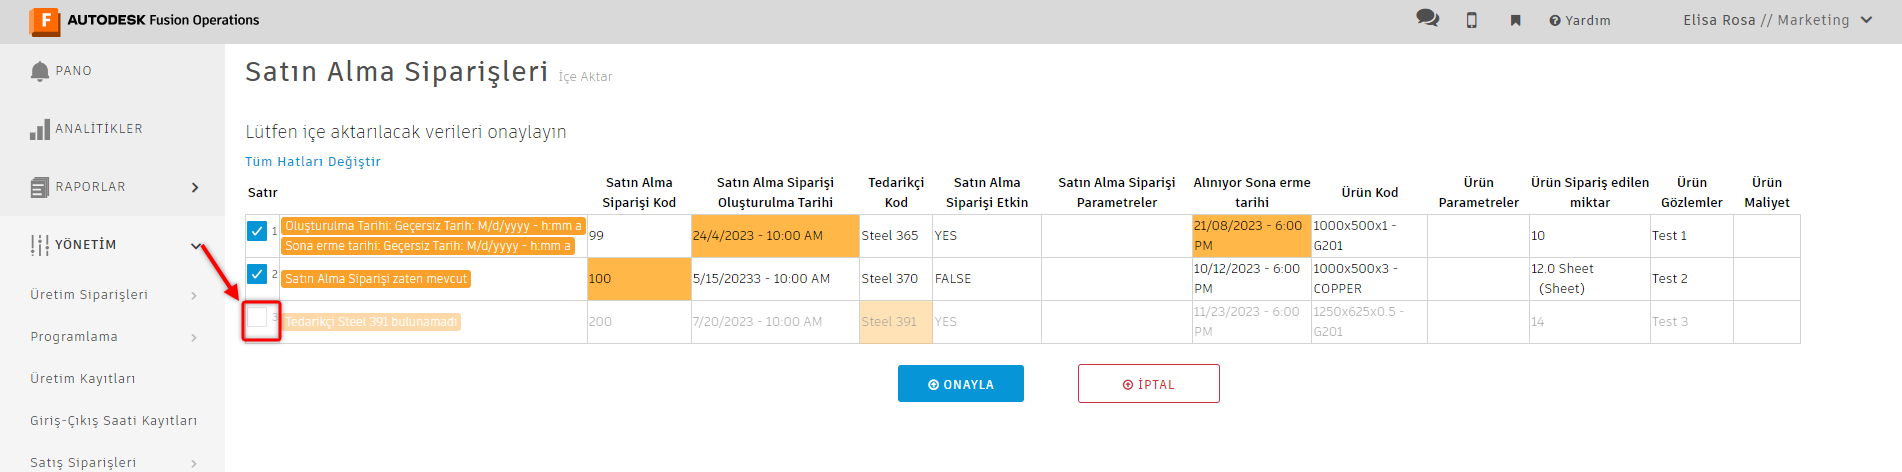 AUTODESK Fusion Operations
Yardım
Elisa Rosa // Marketing
PANO
ANALİTİKLER
RAPORLAR
YÖNETİM
Üretim Siparişleri
Programlama
Üretim Kayıtları
Giriş-Çıkış Saati Kayıtları
Satış Siparişleri
Satın Alma Siparişleri İçe Aktar
Lütfen içe aktarılacak verileri onaylayın
Tüm Hatları Değiştir
Satır
Satın Alma
Siparişi Kod
Satın Alma Siparişi
Oluşturulma Tarihi
Tedarikçi
Kod
Satın Alma
Siparişi Etkin
Satın Alma Siparişi
Parametreler
Alınıyor Sona erme
tarihi
Ürün Kod
Ürün
Parametreler
Ürün Sipariş edilen
miktar
Ürün
Gözlemler
Ürün
Maliyet
1
Oluşturulma Tarihi: Geçersiz Tarih: M/d/yyyy - h:mm a
Sona erme tarihi: Geçersiz Tarih: M/d/yyyy - h:mm a
99
24/4/2023 - 10:00 AM
Steel 365
YES
21/08/2023 - 6:00
PM
1000x500x1 -
G201
10
Test 1
2
Satın Alma Siparişi zaten mevcut
100
5/15/20233 - 10:00 AM
Steel 370
FALSE
10/12/2023 - 6:00
PM
1000x500x3 -
COPPER
12.0 Sheet
(Sheet)
Test 2
3
Tedarikçi Steel 391 bulunamadı
200
7/20/2023 - 10:00 AM
Steel 391
YES
11/23/2023 - 6:00
PM
1250x625x0.5 -
G201
14
Test 3
ONAYLA
İPTAL